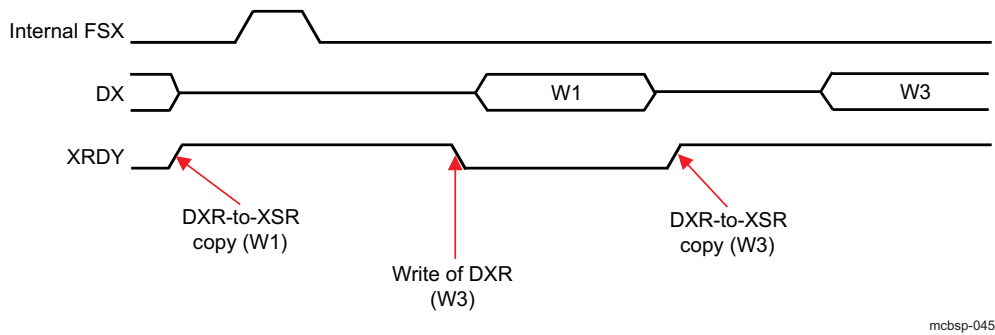 Internal FSX
DX
W1
W3
XRDY
DXR-to-XSR
copy (W1)
Write of DXR
(W3)
DXR-to-XSR
copy (W3)
mcbsp-045